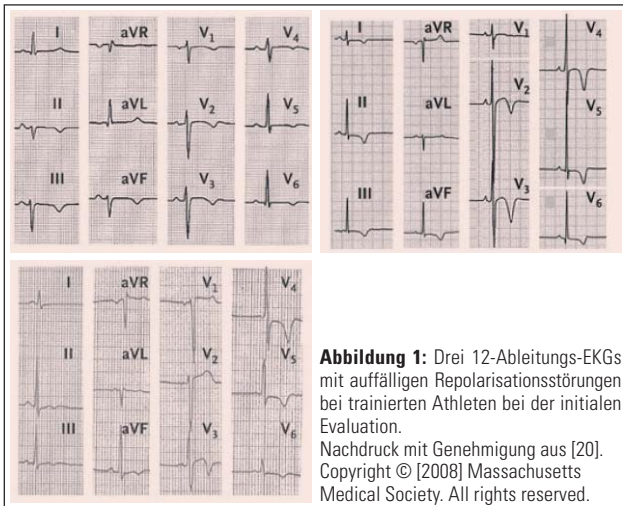 I aVR V₁ V₄
II aVL V₂ V₅
III aVF V₃ V₆
I aVR V₁ V₄
II aVL V₂ V₅
III aVF V₃ V₆
I aVR V₁ V₄
II aVL V₂ V₅
III aVF V₃ V₆
Abbildung 1: Drei 12-Ableitungs-EKGs
mit auffälligen Repolarisationsstörungen
bei trainierten Athleten bei der initialen
Evaluation.
Nachdruck mit Genehmigung aus [20].
Copyright © [2008] Massachusetts
Medical Society. All rights reserved.